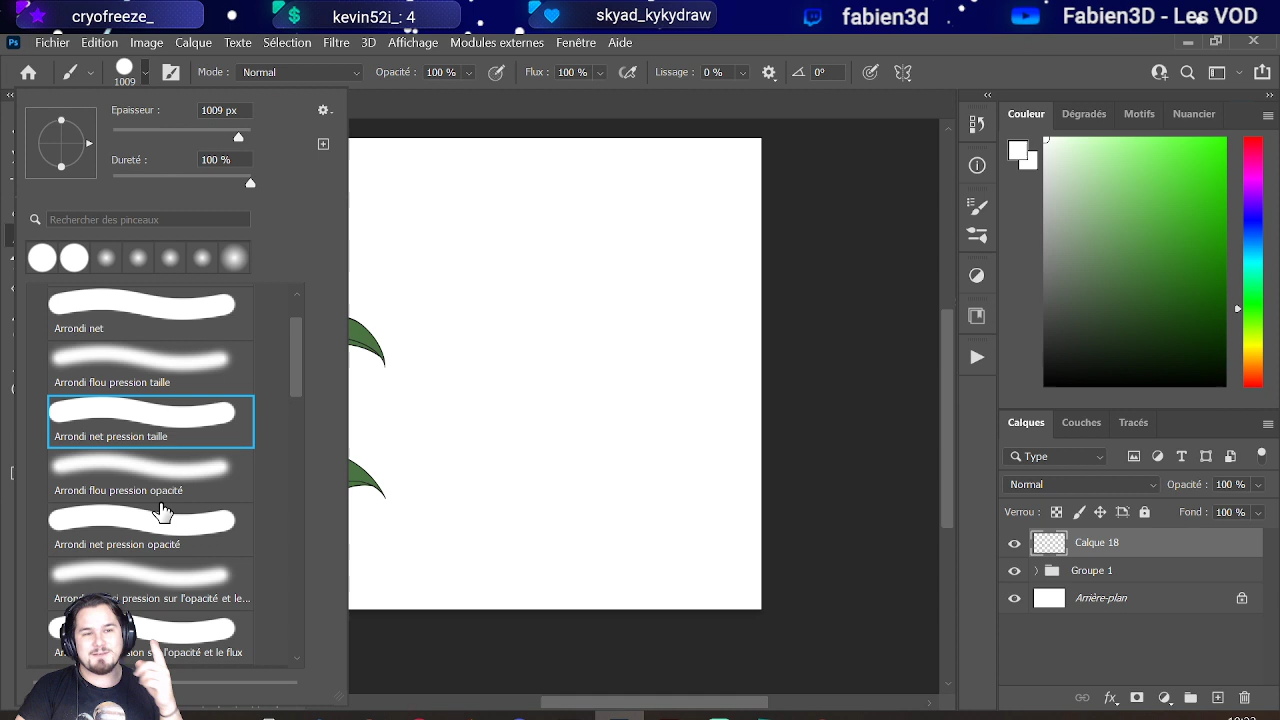 cryofreeze_
kevin52i_: 4
skyad_kykydraw
fabien3d
Fabien3D - Les VOD
Ps Fichier Edition Image Calque Texte Sélection Filtre 3D Affichage Modules externes Fenêtre Aide
1009 Mode : Normal Opacité : 100 % Flux : 100 % Lissage : 0 % 0°
Epaisseur : 1009 px
Dureté : 100 %
Rechercher des pinceaux
Arrondi net
Arrondi flou pression taille
Arrondi net pression taille
Arrondi flou pression opacité
Arrondi net pression opacité
pression sur l'opacité et le...
l'opacité et le flux
Couleur Dégradés Motifs Nuancier
Calques Couches Tracés
Type
Normal Opacité : 100 %
Verrou : Fond : 100 %
Calque 18
Groupe 1
Arrière-plan
fx